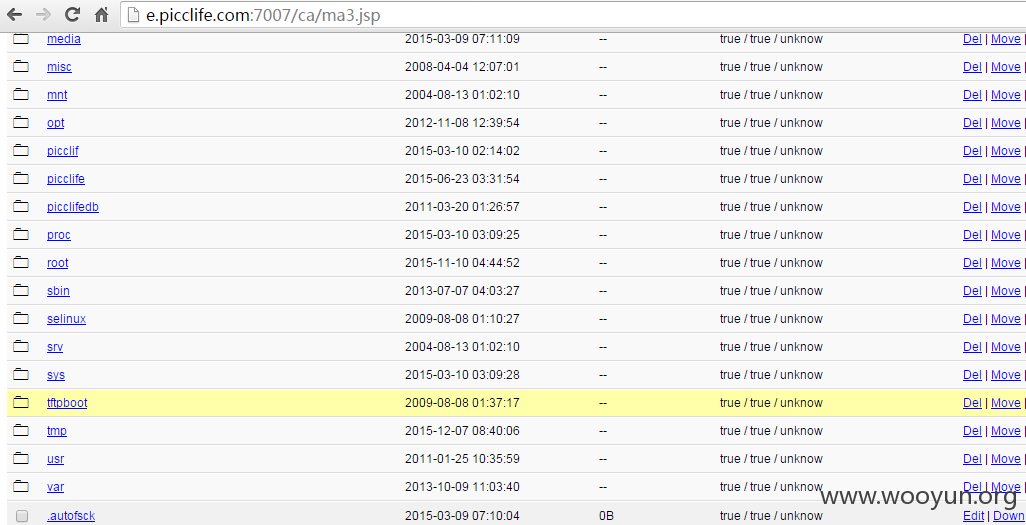 e.picclife.com:7007/ca/ma3.jsp
media 2015-03-09 07:11:09 -- true / true / unknow Del | Move |
misc 2008-04-04 12:07:01 -- true / true / unknow Del | Move |
mnt 2004-08-13 01:02:10 -- true / true / unknow Del | Move |
opt 2012-11-08 12:39:54 -- true / true / unknow Del | Move |
picclif 2015-03-10 02:14:02 -- true / true / unknow Del | Move |
picclife 2015-06-23 03:31:54 -- true / true / unknow Del | Move |
picclifedb 2011-03-20 01:26:57 -- true / true / unknow Del | Move |
proc 2015-03-10 03:09:25 -- true / true / unknow Del | Move |
root 2015-11-10 04:44:52 -- true / true / unknow Del | Move |
sbin 2013-07-07 04:03:27 -- true / true / unknow Del | Move |
selinux 2009-08-08 01:10:27 -- true / true / unknow Del | Move |
srv 2004-08-13 01:02:10 -- true / true / unknow Del | Move |
sys 2015-03-10 03:09:28 -- true / true / unknow Del | Move |
tftpboot 2009-08-08 01:37:17 -- true / true / unknow Del | Move |
tmp 2015-12-07 08:40:06 -- true / true / unknow Del | Move |
usr 2011-01-25 10:35:59 -- true / true / unknow Del | Move |
var 2013-10-09 11:03:40 -- true / true / unknow Del | Move |
www.wooyun.org
.autofsck 2015-03-09 07:10:04 0B true / true / unknow Edit | Down